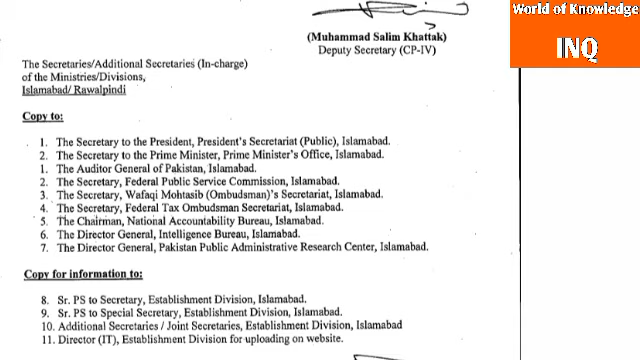 World of Knowledge
INQ
(Muhammad Salim Khattak)
Deputy Secretary (CP-IV)
The Secretaries/Additional Secretaries (In-charge)
of the Ministries/Divisions,
Islamabad/ Rawalpindi
Copy to:
1. The Secretary to the President, President's Secretariat (Public), Islamabad.
2. The Secretary to the Prime Minister, Prime Minister's Office, Islamabad.
1. The Auditor General of Pakistan, Islamabad.
2. The Secretary, Federal Public Service Commission, Islamabad.
3. The Secretary, Wafaqi Mohtasib (Ombudsman)'s Secretariat, Islamabad.
4. The Secretary, Federal Tax Ombudsman Secretariat, Islamabad.
5. The Chairman, National Accountability Bureau, Islamabad.
6. The Director General, Intelligence Bureau, Islamabad.
7. The Director General, Pakistan Public Administrative Research Center, Islamabad.
Copy for information to:
8. Sr. PS to Secretary, Establishment Division, Islamabad.
9. Sr. PS to Special Secretary, Establishment Division, Islamabad.
10. Additional Secretaries / Joint Secretaries, Establishment Division, Islamabad
11. Director (IT), Establishment Division for uploading on website.